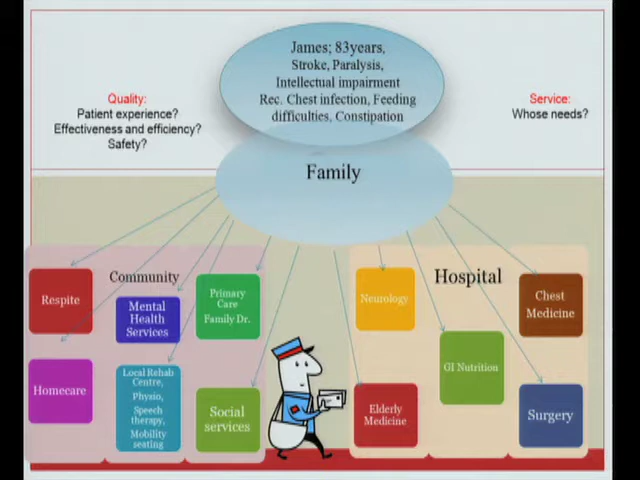 James; 83years,
Stroke, Paralysis,
Intellectual impairment
Rec. Chest infection, Feeding
difficulties, Constipation
Quality:
Patient experience?
Effectiveness and efficiency?
Safety?
Service:
Whose needs?
Family
Community
Hospital
Respite
Mental
Health
Services
Primary
Care
Family Dr.
Neurology
Chest
Medicine
Homecare
Local Rehab
Centre,
Physio,
Speech
therapy,
Mobility
seating
Social
services
Elderly
Medicine
GI Nutrition
Surgery